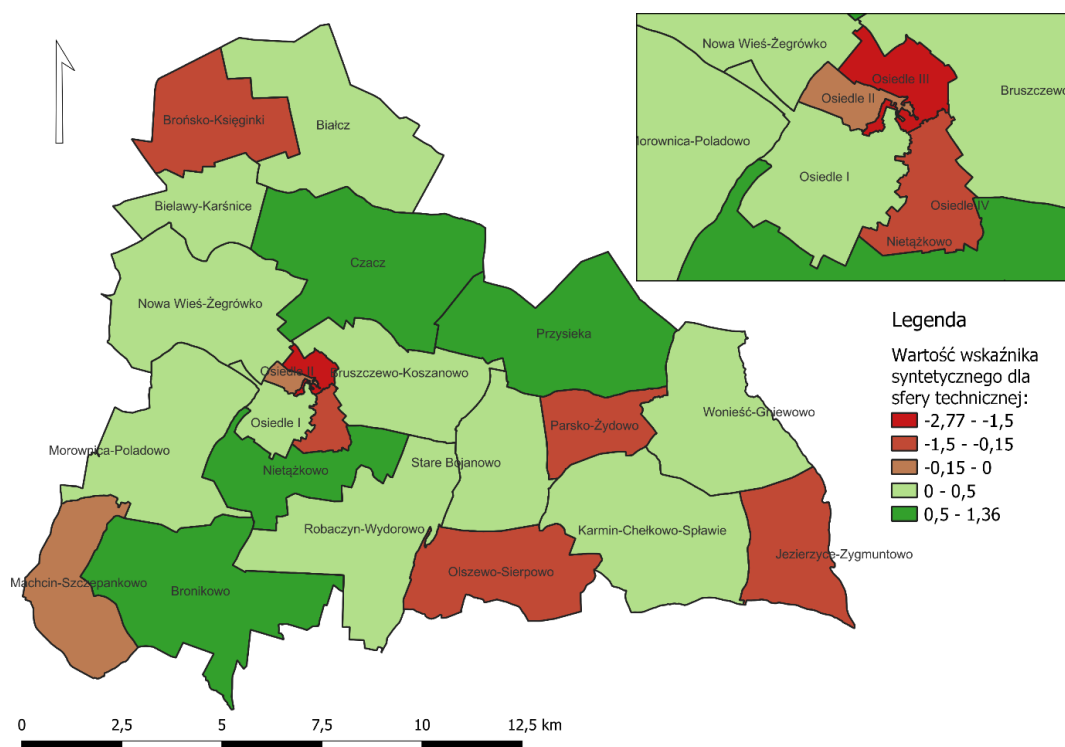 Brońsko-Księginki
Białcz
Bielawy-Karśnice
Czacz
Nowa Wieś-Żegrówko
Przysieka
Osiedle II
Bruszczewo-Koszanowo
Osiedle I
Wonieść-Gniewowo
Parsko-Żydowo
Morownica-Poladowo
Nietążkowo
Stare Bojanowo
Robaczyn-Wydorowo
Karmin-Chełkowo-Spławie
Jezierzyce-Zygmuntowo
Olszewo-Sierpowo
Machcin-Szczepankowo
Bronikowo
0 2,5 5 7,5 10 12,5 km
Nowa Wieś-Żegrówko
Osiedle III
Osiedle II
Bruszczewo
Morownica-Poladowo
Osiedle I
Osiedle IV
Nietążkowo
Legenda
Wartość wskaźnika
syntetycznego dla
sfery technicznej:
-2,77 - -1,5
-1,5 - -0,15
-0,15 - 0
0 - 0,5
0,5 - 1,36